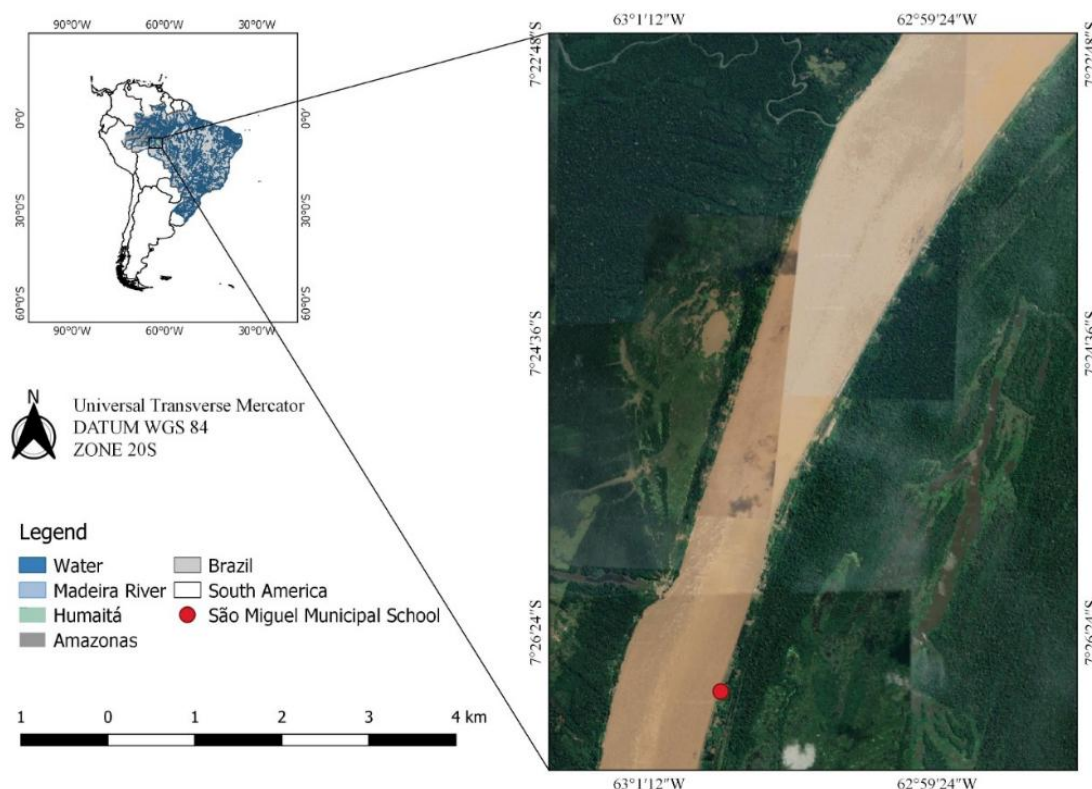 90°0'W 60°0'W 30°0'W
0°0' 0°0'
30°0'S 30°0'S
60°0'S 60°0'S
90°0'W 60°0'W 30°0'W
N
Universal Transverse Mercator
DATUM WGS 84
ZONE 20S
Legend
Water
Madeira River
Humaitá
Amazonas
Brazil
South America
São Miguel Municipal School
1 0 1 2 3 4 km
63°1'12"W 62°59'24"W
7°22'48"S 7°22'48"S
7°24'36"S 7°24'36"S
7°26'24"S 7°26'24"S
63°1'12"W 62°59'24"W